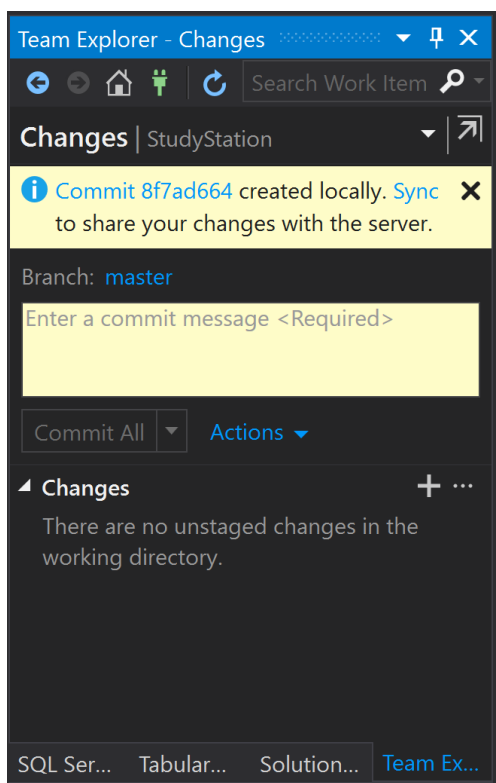 Team Explorer - Changes
Search Work Item
Changes | StudyStation
Commit 8f7ad664 created locally. Sync
to share your changes with the server.
Branch: master
Enter a commit message <Required>
Commit All
Actions
Changes
There are no unstaged changes in the
working directory.
SQL Ser... Tabular... Solution... Team Ex...